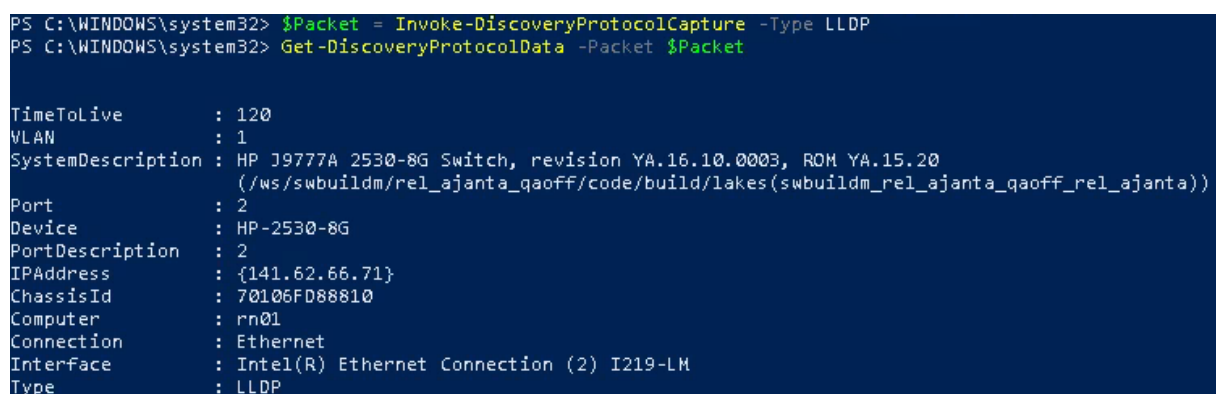 PS C:\WINDOWS\system32> $Packet = Invoke-DiscoveryProtocolCapture -Type LLDP
PS C:\WINDOWS\system32> Get-DiscoveryProtocolData -Packet $Packet
TimeToLive : 120
VLAN : 1
SystemDescription : HP J9777A 2530-8G Switch, revision YA.16.10.0003, ROM YA.15.20
(/ws/swbuildm/rel_ajanta_qaoff/code/build/lakes(swbuildm_rel_ajanta_qaoff_rel_ajanta))
Port : 2
Device : HP-2530-8G
PortDescription : 2
IPAddress : {141.62.66.71}
ChassisId : 70106FD88810
Computer : rn01
Connection : Ethernet
Interface : Intel(R) Ethernet Connection (2) I219-LM
Type : LLDP